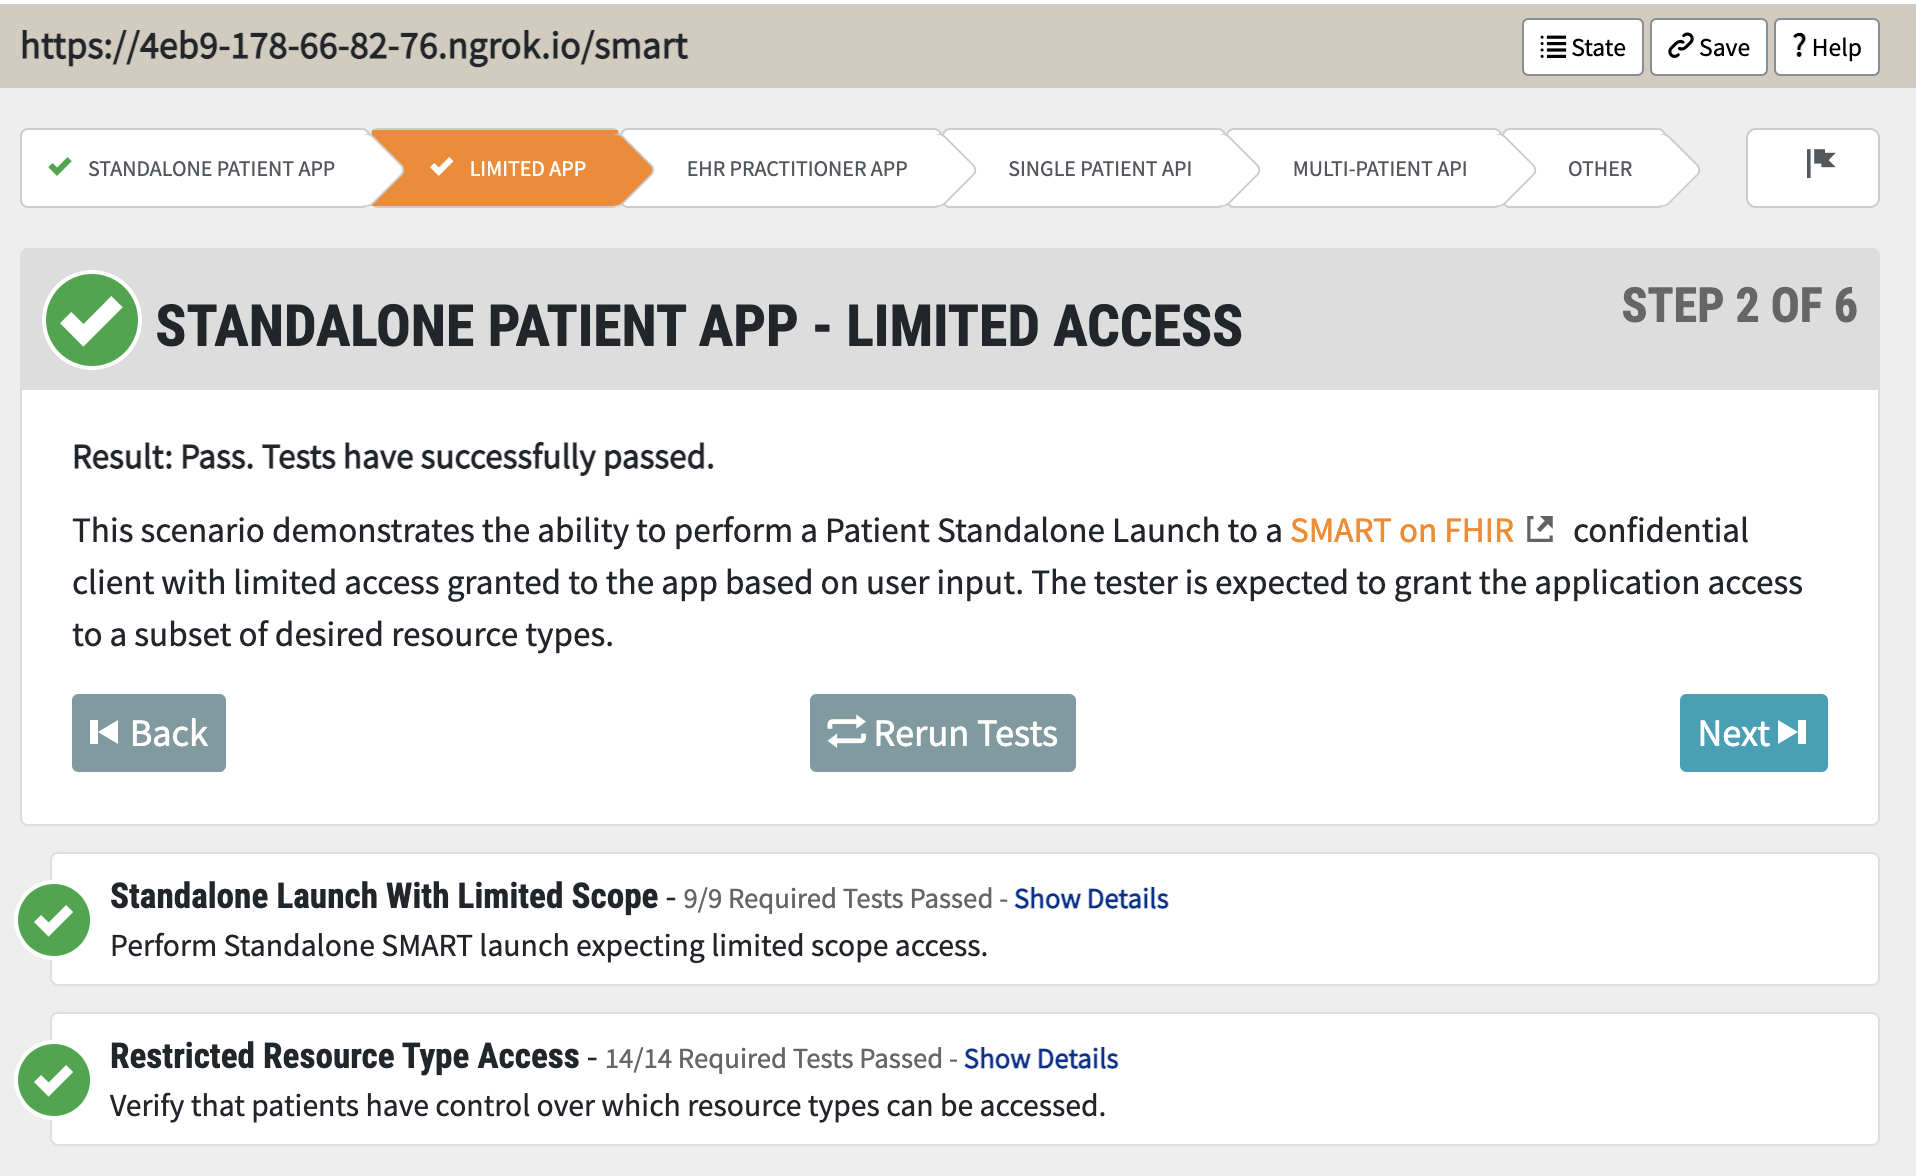 https://4eb9-178-66-82-76.ngrok.io/smart
State
Save
? Help
STANDALONE PATIENT APP
LIMITED APP
EHR PRACTITIONER APP
SINGLE PATIENT API
MULTI-PATIENT API
OTHER
STANDALONE PATIENT APP - LIMITED ACCESS
STEP 2 OF 6
Result: Pass. Tests have successfully passed.
This scenario demonstrates the ability to perform a Patient Standalone Launch to a SMART on FHIR confidential
client with limited access granted to the app based on user input. The tester is expected to grant the application access
to a subset of desired resource types.
Back
Rerun Tests
Next
Standalone Launch With Limited Scope - 9/9 Required Tests Passed - Show Details
Perform Standalone SMART launch expecting limited scope access.
Restricted Resource Type Access - 14/14 Required Tests Passed - Show Details
Verify that patients have control over which resource types can be accessed.